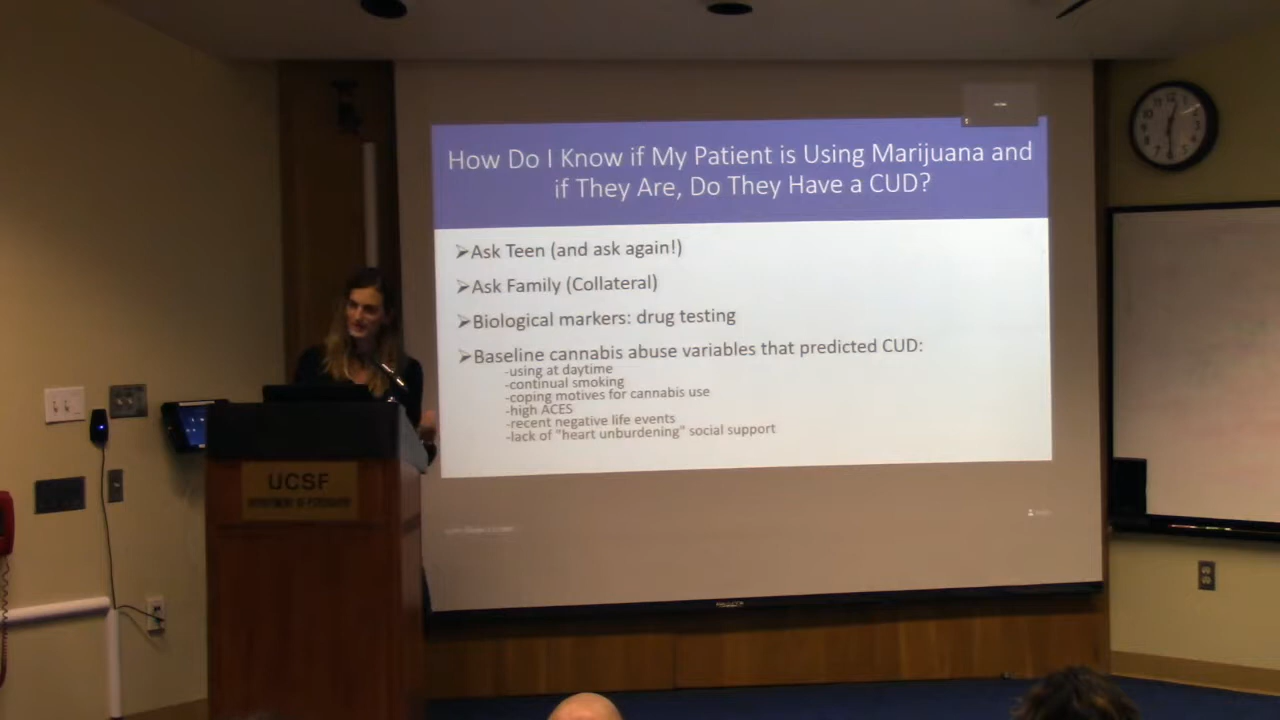 How Do I Know if My Patient is Using Marijuana and
if They Are, Do They Have a CUD?
➢Ask Teen (and ask again!)
➢Ask Family (Collateral)
➢Biological markers: drug testing
➢Baseline cannabis abuse variables that predicted CUD:
-using at daytime
-continual smoking
-coping motives for cannabis use
-high ACES
-recent negative life events
-lack of "heart unburdening" social support
UCSF
DEPARTMENT OF PSYCHIATRY